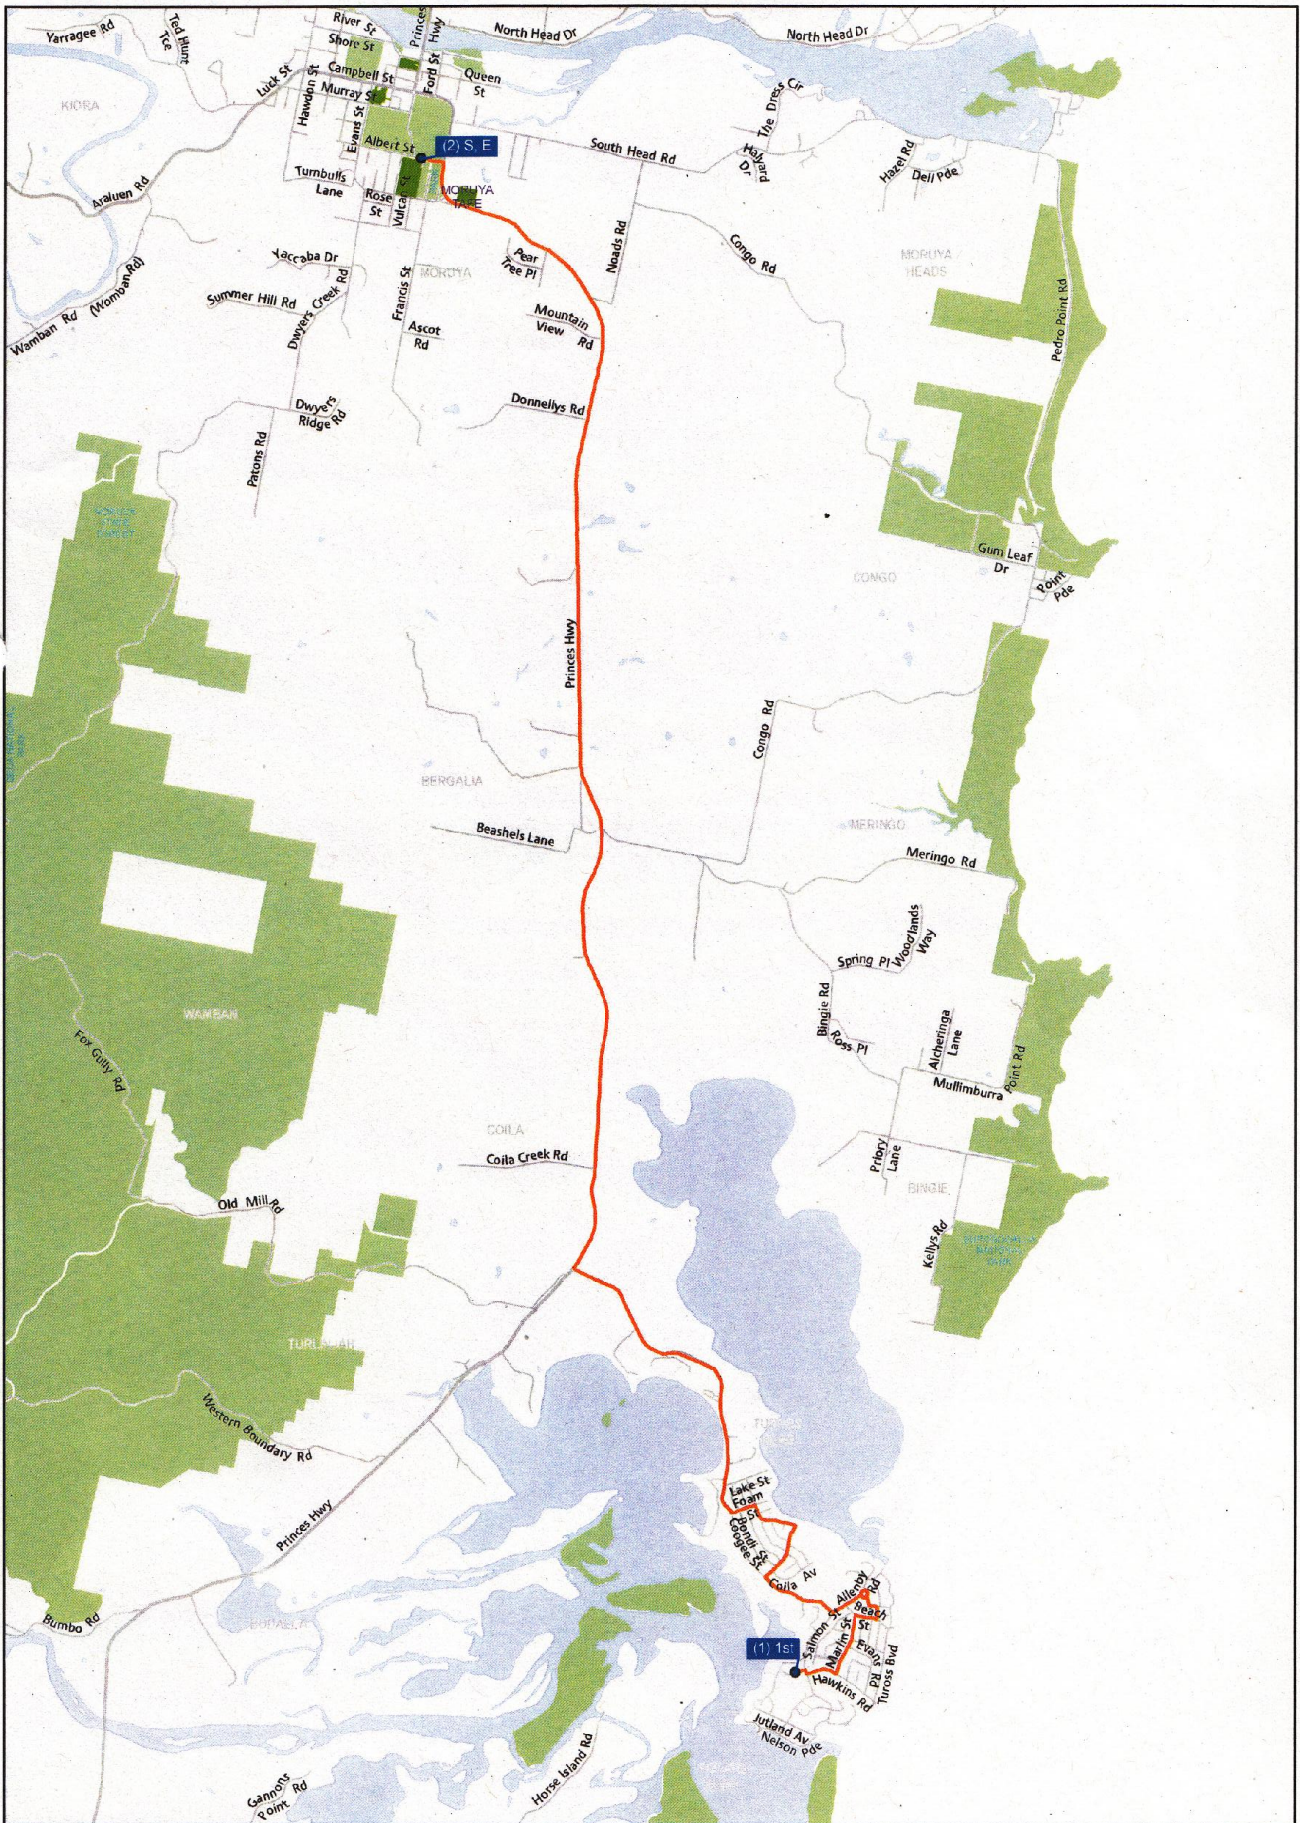 Yarragee Rd
Ted Hunt
Tce
River St
Princes
Hwy
North Head Dr
North Head Dr
Shore St
KIORA
Luck St
Hawdon St
Campbell St
Ford St
Queen
St
Murray St
Evans St
The Dress Cir
Albert St
(2) S, E
South Head Rd
Halyard
Dr
Hazel Rd
Dell Pde
Araluen Rd
Turnbulls
Lane
Rose
St
MORUYA
TAFE
Noads Rd
Congo Rd
Pear
Tree Pl
Yaccaba Dr
MORUYA
MORUYA
HEADS
Wamban Rd (Womban Rd)
Summer Hill Rd
Dwyers Creek Rd
Francis St
Ascot
Rd
Mountain
View Rd
Pedro Point Rd
Dwyers
Ridge Rd
Donnellys Rd
Patons Rd
Gum Leaf
Dr
CONGO
Point
Pde
Princes Hwy
Congo Rd
BERGALIA
Beashels Lane
MERINGO
Meringo Rd
Woodlands
Way
Spring Pl
WAMBAN
Bingie Rd
Ross Pl
Alcheringa
Lane
Fox Gully Rd
Mullimburra
Point Rd
COILA
Coila Creek Rd
Priory
Lane
BINGIE
Old Mill Rd
Kellys Rd
Western Boundary Rd
Lake St
Foam
St
Bondi St
Coogee St
Princes Hwy
Coila Av
Allenby
Rd
Beach
St
Bumbo Rd
BODALLA
Salmon St
Marlin St
Evans Rd
Tuross Bvd
(1) 1st
Hawkins Rd
Jutland Av
Nelson Pde
Horse Island Rd
Gannons
Point Rd